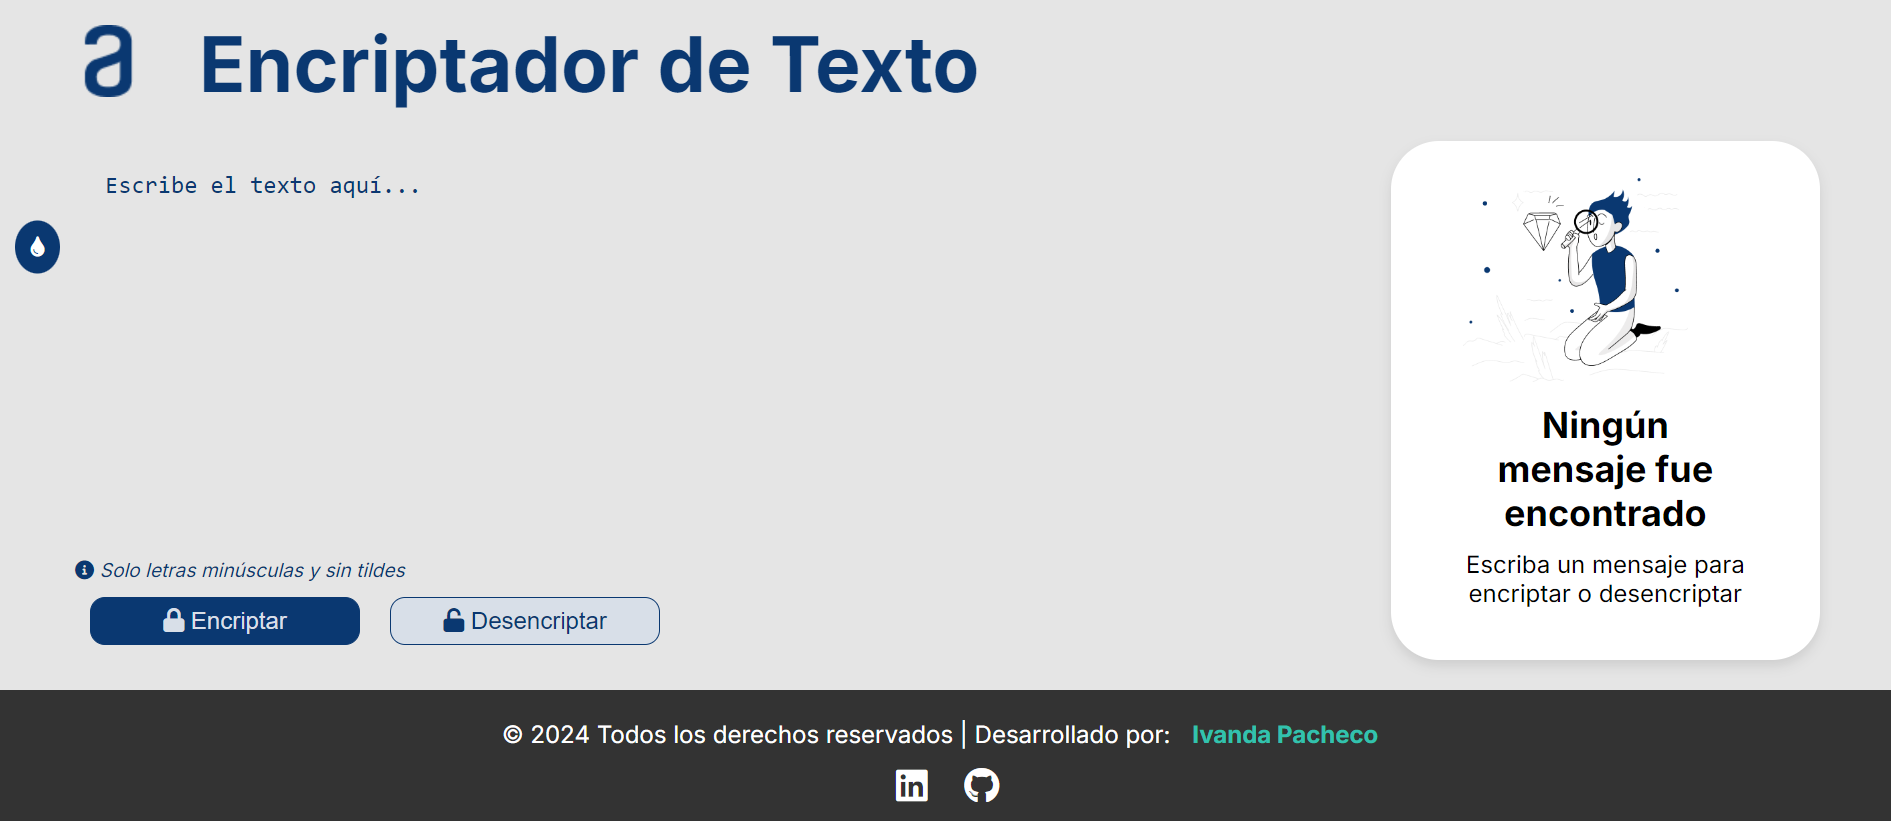 a Encriptador de Texto
Escribe el texto aquí...
Ningún
mensaje fue
encontrado
Escriba un mensaje para
encriptar o desencriptar
Solo letras minúsculas y sin tildes
Encriptar
Desencriptar
© 2024 Todos los derechos reservados | Desarrollado por: Ivanda Pacheco
in